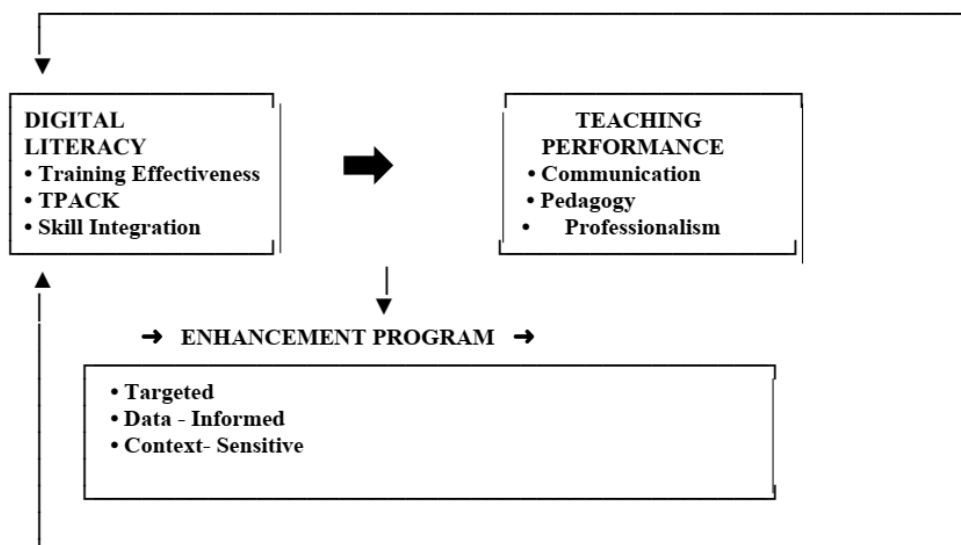 DIGITAL
LITERACY
• Training Effectiveness
• TPACK
• Skill Integration
TEACHING
PERFORMANCE
• Communication
• Pedagogy
• Professionalism
➔ ENHANCEMENT PROGRAM ➔
• Targeted
• Data - Informed
• Context- Sensitive